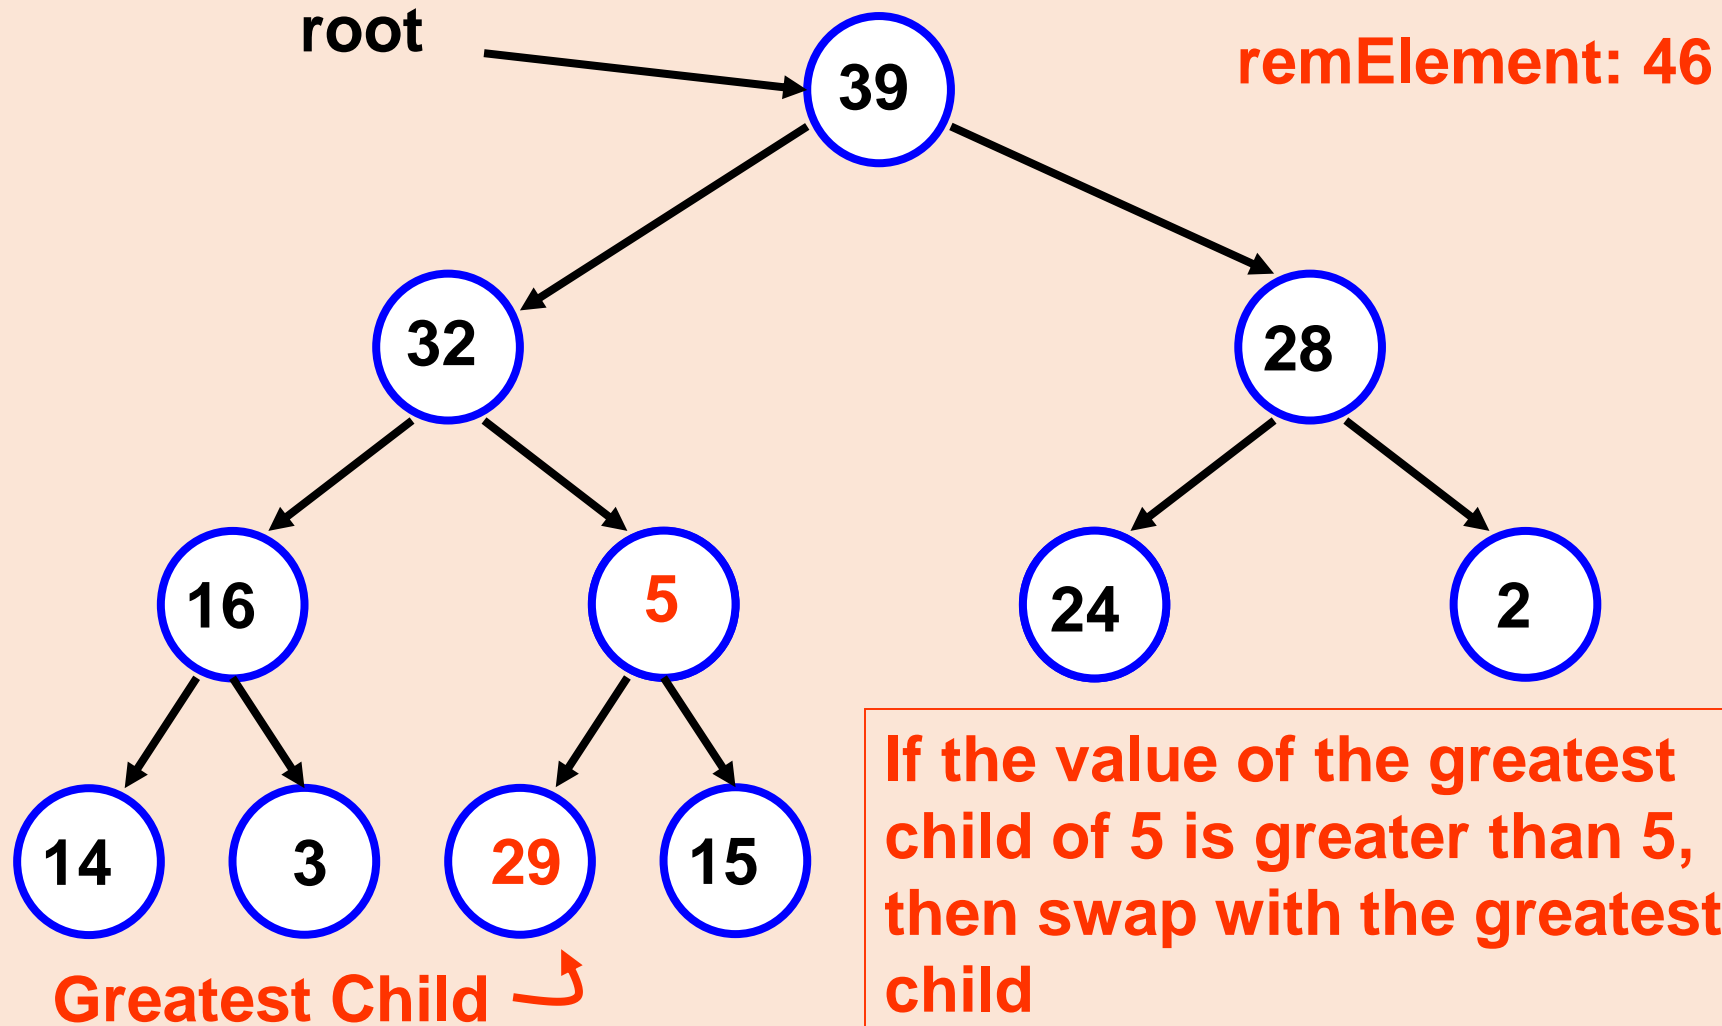 root
remElement: 46
39
32
28
16
5
24
2
14
3
29
15
If the value of the greatest
child of 5 is greater than 5,
then swap with the greatest
child
Greatest Child